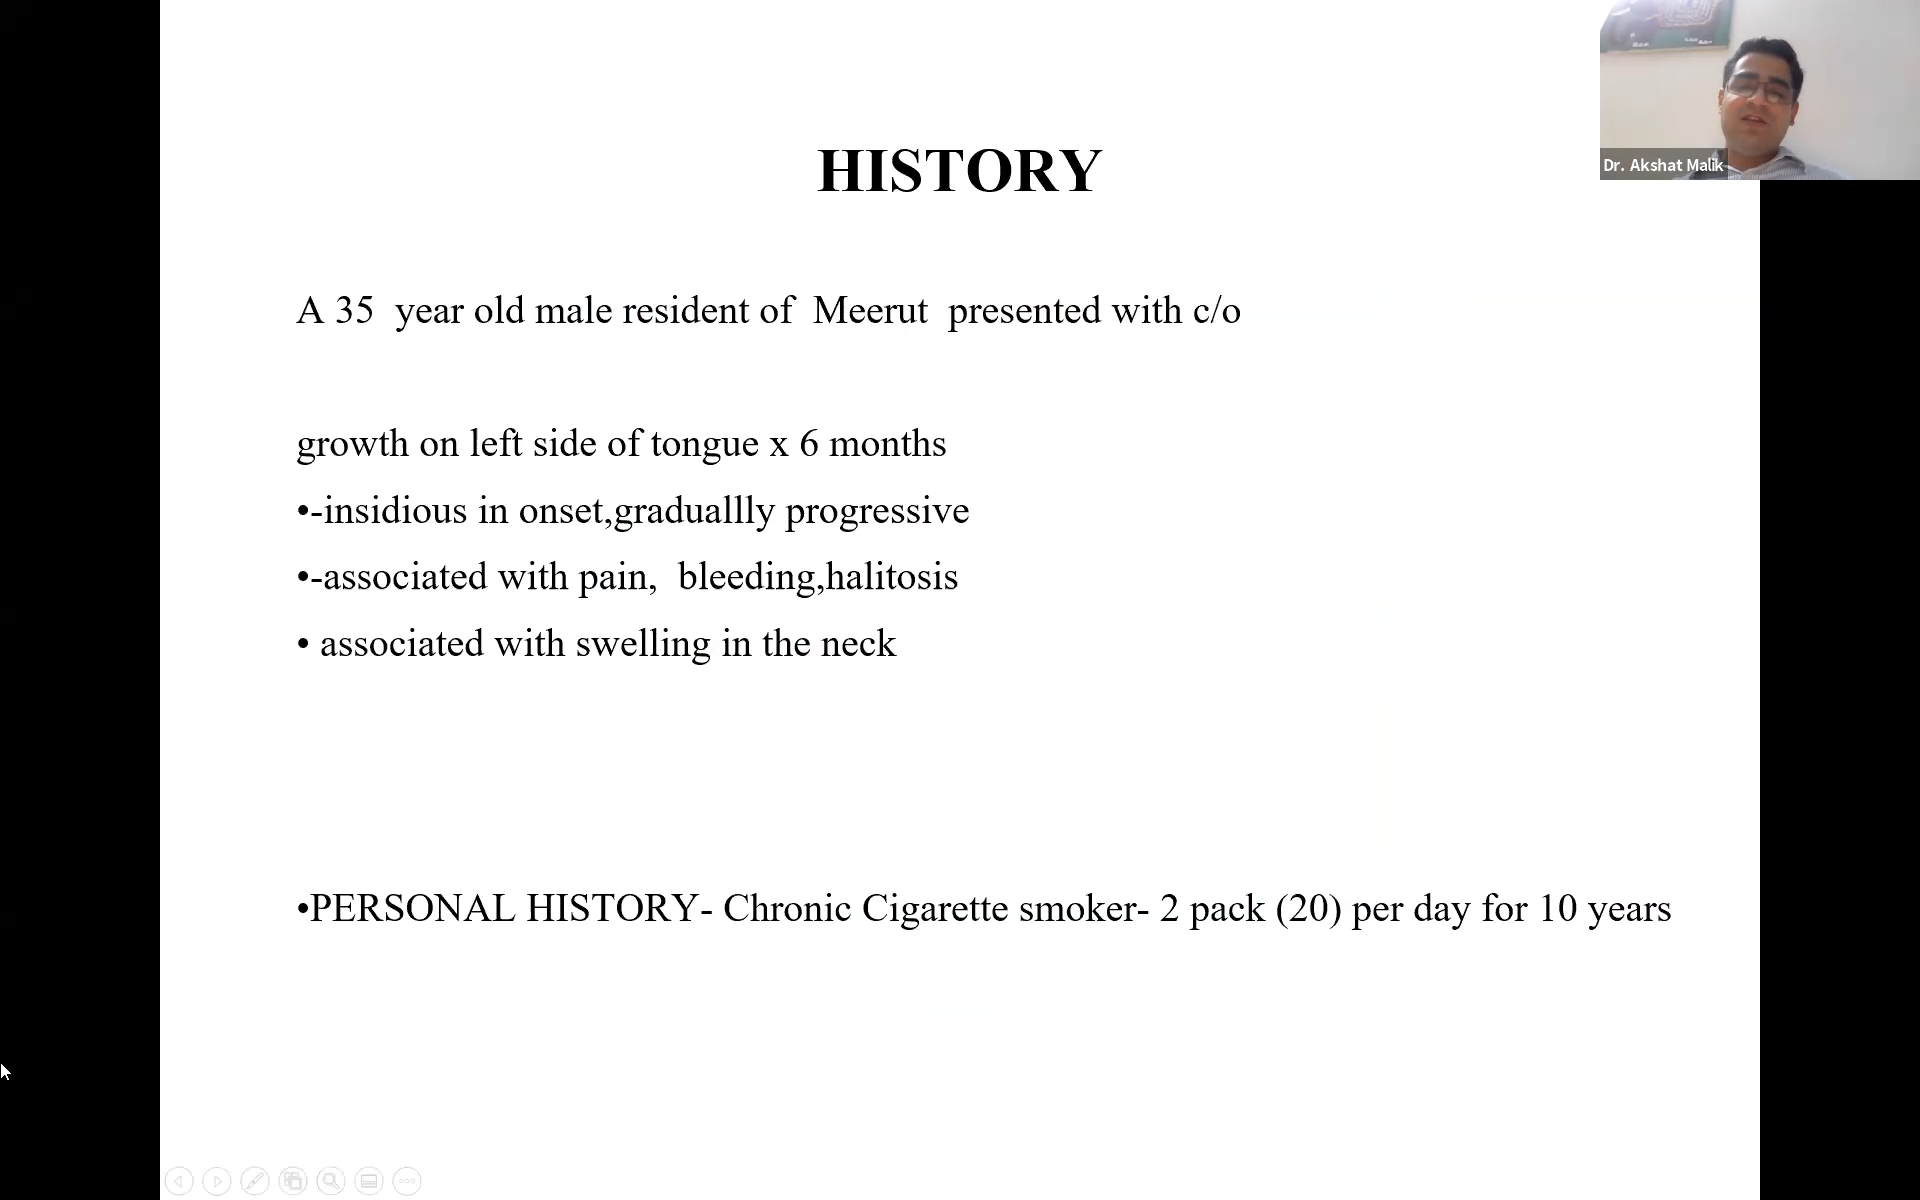 HISTORY
Dr. Akshat Malik
A 35 year old male resident of Meerut presented with c/o
growth on left side of tongue x 6 months
•-insidious in onset,graduallly progressive
•-associated with pain, bleeding,halitosis
• associated with swelling in the neck
•PERSONAL HISTORY- Chronic Cigarette smoker- 2 pack (20) per day for 10 years